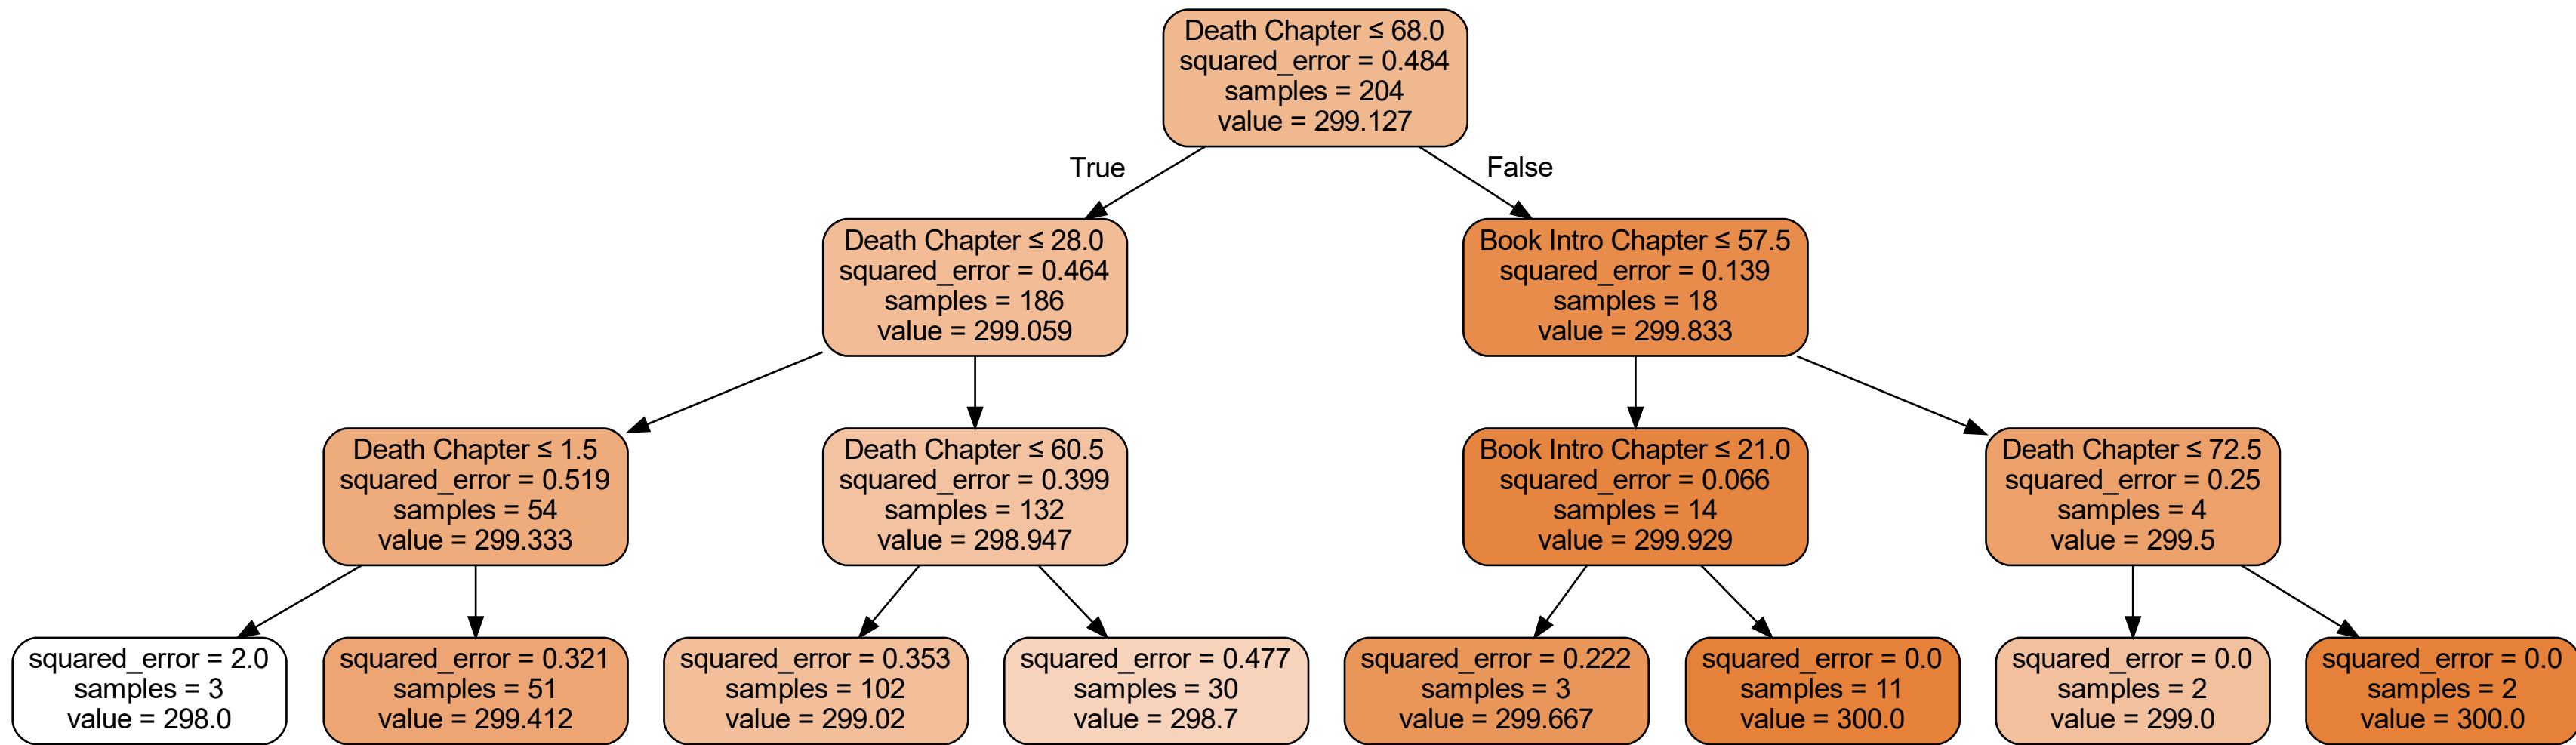 Death Chapter ≤ 68.0
squared_error = 0.484
samples = 204
value = 299.127
True
False
Death Chapter ≤ 28.0
squared_error = 0.464
samples = 186
value = 299.059
Book Intro Chapter ≤ 57.5
squared_error = 0.139
samples = 18
value = 299.833
Death Chapter ≤ 1.5
squared_error = 0.519
samples = 54
value = 299.333
Death Chapter ≤ 60.5
squared_error = 0.399
samples = 132
value = 298.947
Book Intro Chapter ≤ 21.0
squared_error = 0.066
samples = 14
value = 299.929
Death Chapter ≤ 72.5
squared_error = 0.25
samples = 4
value = 299.5
squared_error = 2.0
samples = 3
value = 298.0
squared_error = 0.321
samples = 51
value = 299.412
squared_error = 0.353
samples = 102
value = 299.02
squared_error = 0.477
samples = 30
value = 298.7
squared_error = 0.222
samples = 3
value = 299.667
squared_error = 0.0
samples = 11
value = 300.0
squared_error = 0.0
samples = 2
value = 299.0
squared_error = 0.0
samples = 2
value = 300.0